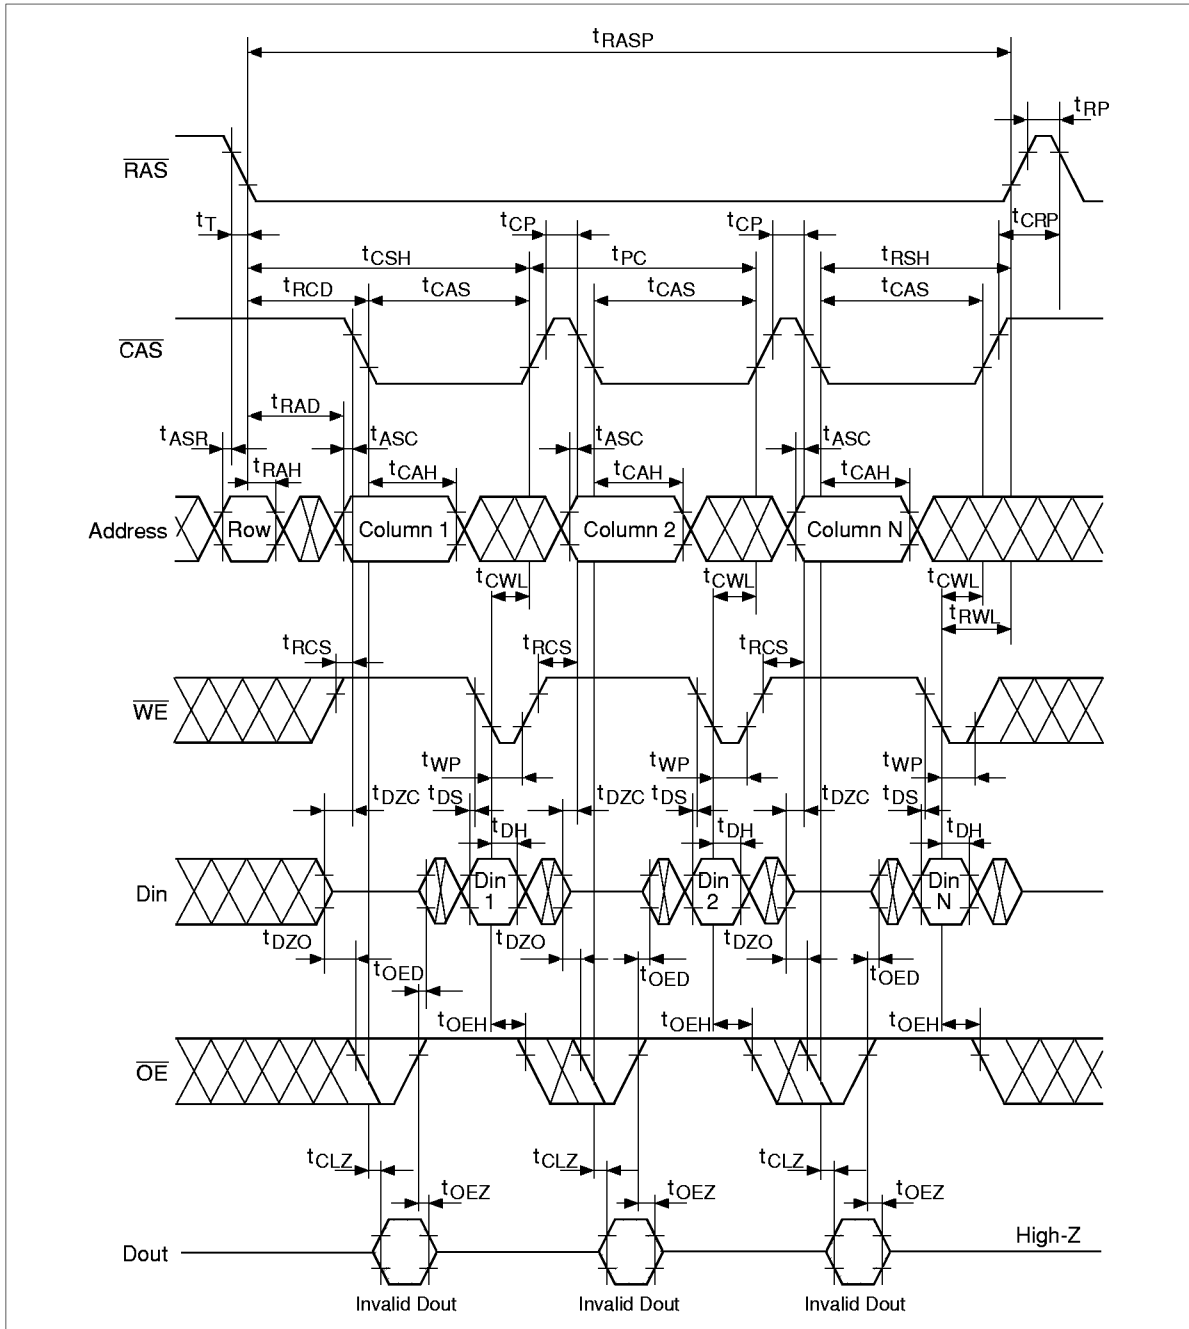 tRASP
tRP
RAS
tT tCP tCP tCRP
tCSH tPC tRSH
tRCD tCAS tCAS tCAS
CAS
tRAD
tASR tASC tASC tASC
tRAH tCAH tCAH tCAH
Address Row Column 1 Column 2 Column N
tCWL tCWL tCWL
tRWL
tRCS tRCS tRCS
WE
tWP tWP tWP
tDZC tDS tDZC tDS tDZC tDS
tDH tDH tDH
Din Din 1 Din 2 Din N
tDZO tDZO tDZO
tOED tOED tOED
tOEH tOEH tOEH
OE
tCLZ tCLZ tCLZ
tOEZ tOEZ tOEZ
Dout High-Z
Invalid Dout Invalid Dout Invalid Dout